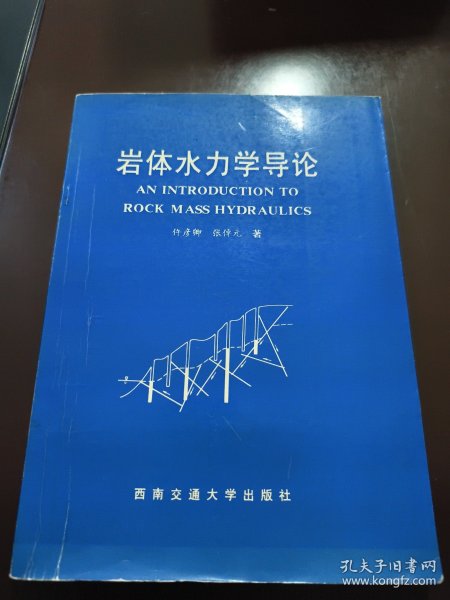 岩体水力学导论
AN INTRODUCTION TO
ROCK MASS HYDRAULICS
仵彦卿 张倬元 著
西南交通大学出版社
孔夫子旧书网
www.kongfz.com